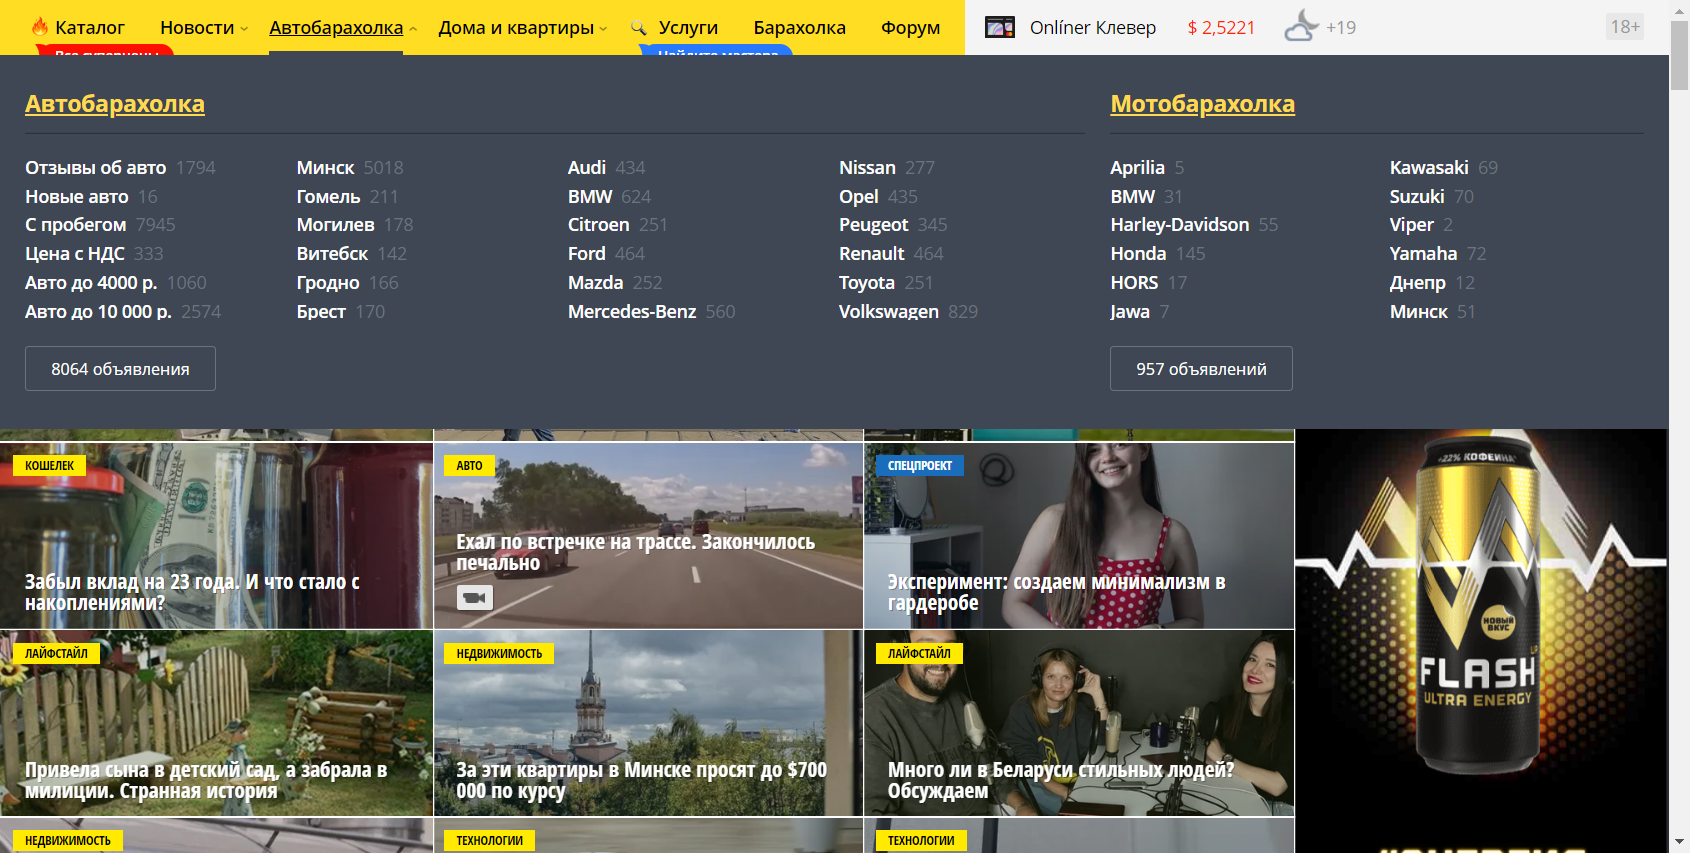 Каталог Новости Автобарахолка Дома и квартиры Услуги Барахолка Форум Onlíner Клевер $ 2,5221 +19 18+
Автобарахолка
Отзывы об авто 1794
Новые авто 16
С пробегом 7945
Цена с НДС 333
Авто до 4000 р. 1060
Авто до 10 000 р. 2574
Минск 5018
Гомель 211
Могилев 178
Витебск 142
Гродно 166
Брест 170
Audi 434
BMW 624
Citroen 251
Ford 464
Mazda 252
Mercedes-Benz 560
Nissan 277
Opel 435
Peugeot 345
Renault 464
Toyota 251
Volkswagen 829
8064 объявления
Мотобарахолка
Aprilia 5
BMW 31
Harley-Davidson 55
Honda 145
HORS 17
Jawa 7
Kawasaki 69
Suzuki 70
Viper 2
Yamaha 72
Днепр 12
Минск 51
957 объявлений
КОШЕЛЕК
Забыл вклад на 23 года. И что стало с
накоплениями?
АВТО
Ехал по встречке на трассе. Закончилось
печально
СПЕЦПРОЕКТ
Эксперимент: создаем минимализм в
гардеробе
ЛАЙФСТАЙЛ
Привела сына в детский сад, а забрала в
милиции. Странная история
НЕДВИЖИМОСТЬ
За эти квартиры в Минске просят до $700
000 по курсу
ЛАЙФСТАЙЛ
Много ли в Беларуси стильных людей?
Обсуждаем
НЕДВИЖИМОСТЬ
ТЕХНОЛОГИИ
ТЕХНОЛОГИИ
+22% КОФЕИНА*
НОВЫЙ
ВКУС
UP
FLASH
ULTRA ENERGY